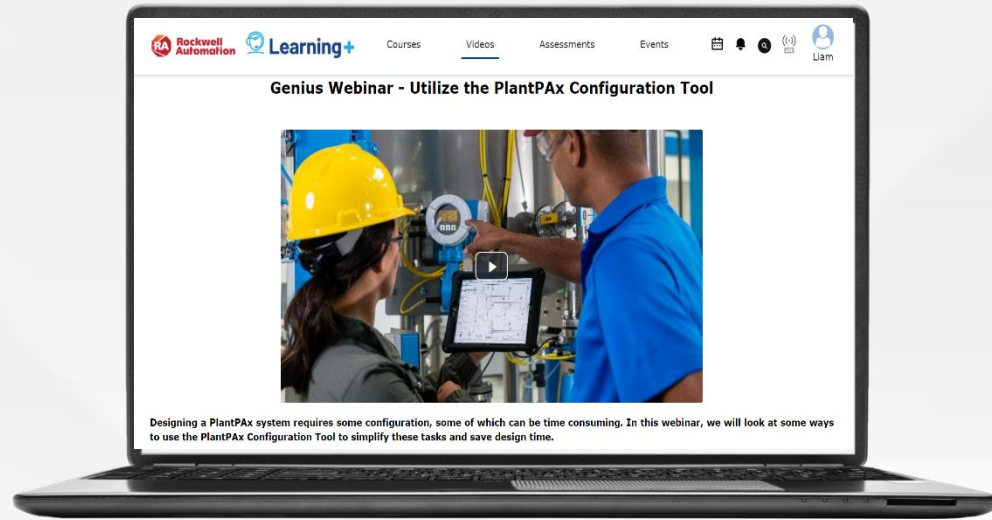 Rockwell
Automation
Learning+
Courses
Videos
Assessments
Events
Liam
Genius Webinar - Utilize the PlantPAx Configuration Tool
Designing a PlantPAx system requires some configuration, some of which can be time consuming. In this webinar, we will look at some ways
to use the PlantPAx Configuration Tool to simplify these tasks and save design time.